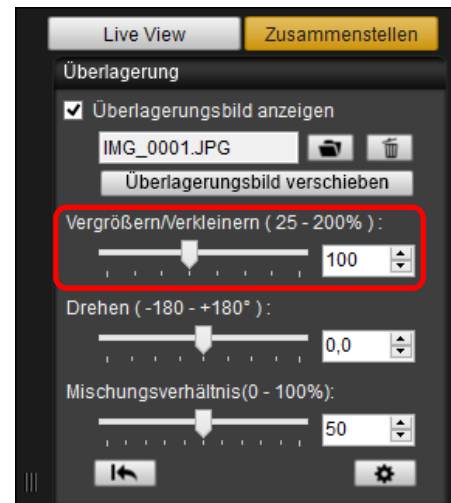 Live View Zusammenstellen
Überlagerung
Überlagerungsbild anzeigen
IMG_0001.JPG
Überlagerungsbild verschieben
Vergrößern/Verkleinern ( 25 - 200% ) :
100
Drehen ( -180 - +180° ) :
0,0
Mischungsverhältnis(0 - 100%):
50